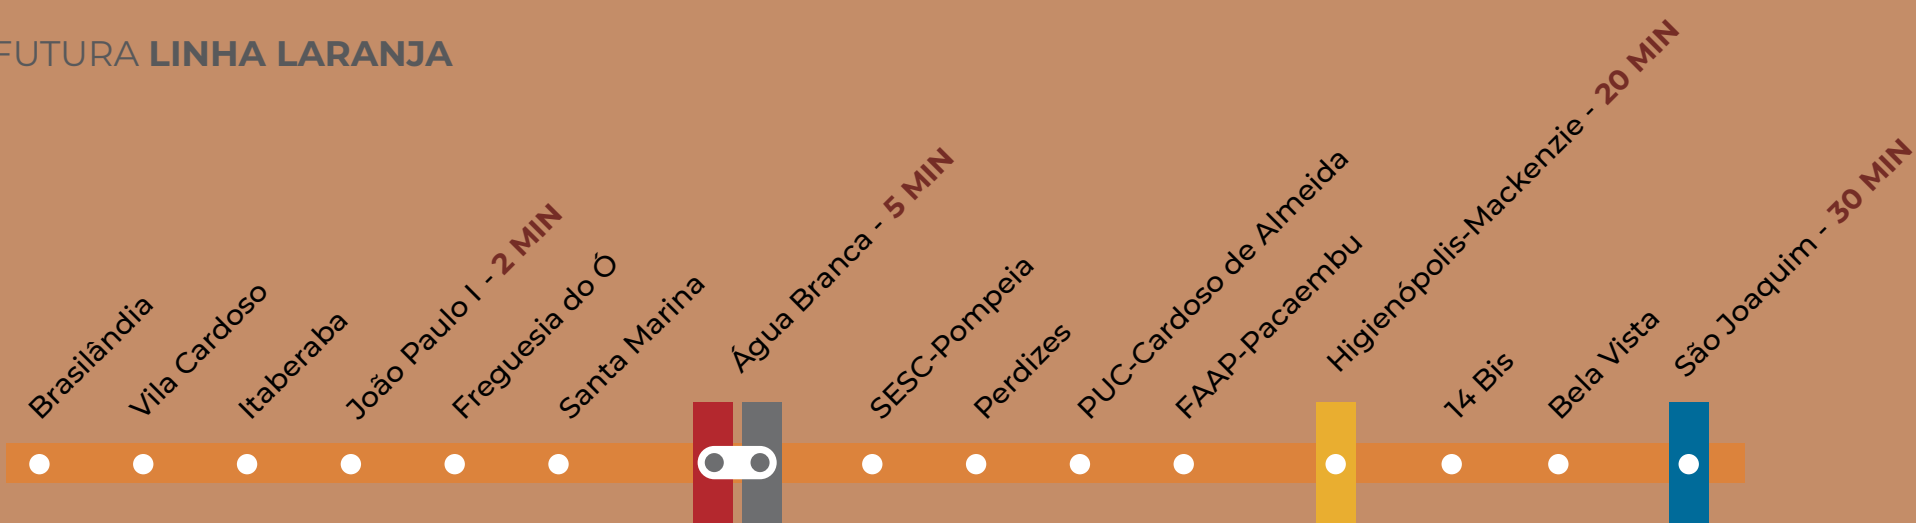 FUTURA LINHA LARANJA
Brasilândia
Vila Cardoso
Itaberaba
João Paulo I - 2 MIN
Freguesia do Ó
Santa Marina
Água Branca - 5 MIN
SESC-Pompeia
Perdizes
PUC-Cardoso de Almeida
FAAP-Pacaembu
Higienópolis-Mackenzie - 20 MIN
14 Bis
Bela Vista
São Joaquim - 30 MIN